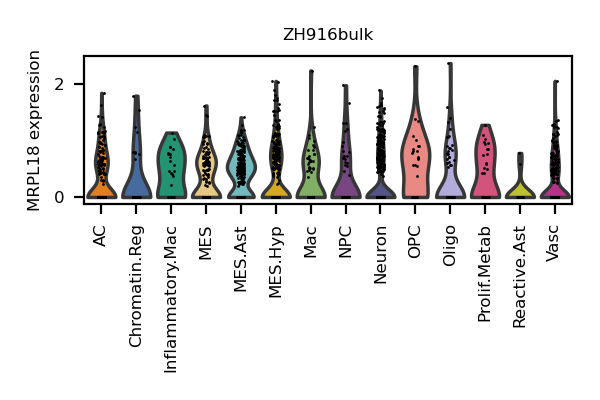 ZH916bulk
MRPL18 expression
2
0
AC
Chromatin.Reg
Inflammatory.Mac
MES
MES.Ast
MES.Hyp
Mac
NPC
Neuron
OPC
Oligo
Prolif.Metab
Reactive.Ast
Vasc